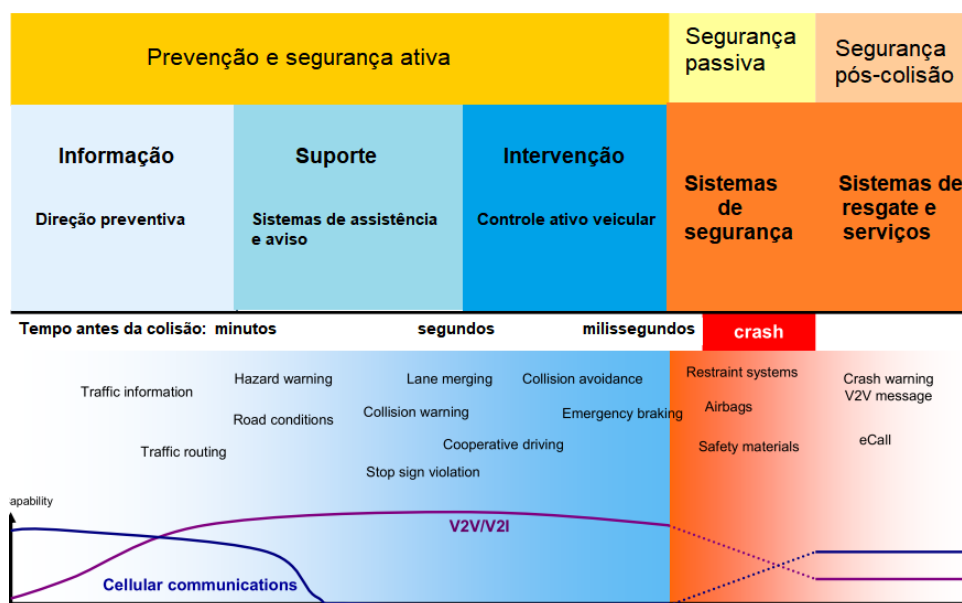 Prevenção e segurança ativa
Segurança
passiva
Segurança
pós-colisão
Informação
Direção preventiva
Suporte
Sistemas de assistência
e aviso
Intervenção
Controle ativo veicular
Sistemas
de
segurança
Sistemas de
resgate e
serviços
Tempo antes da colisão: minutos
segundos
milissegundos
crash
Traffic information
Traffic routing
Hazard warning
Road conditions
Lane merging
Collision warning
Cooperative driving
Stop sign violation
Collision avoidance
Emergency braking
Restraint systems
Airbags
Safety materials
Crash warning
V2V message
eCall
apability
V2V/V2I
Cellular communications